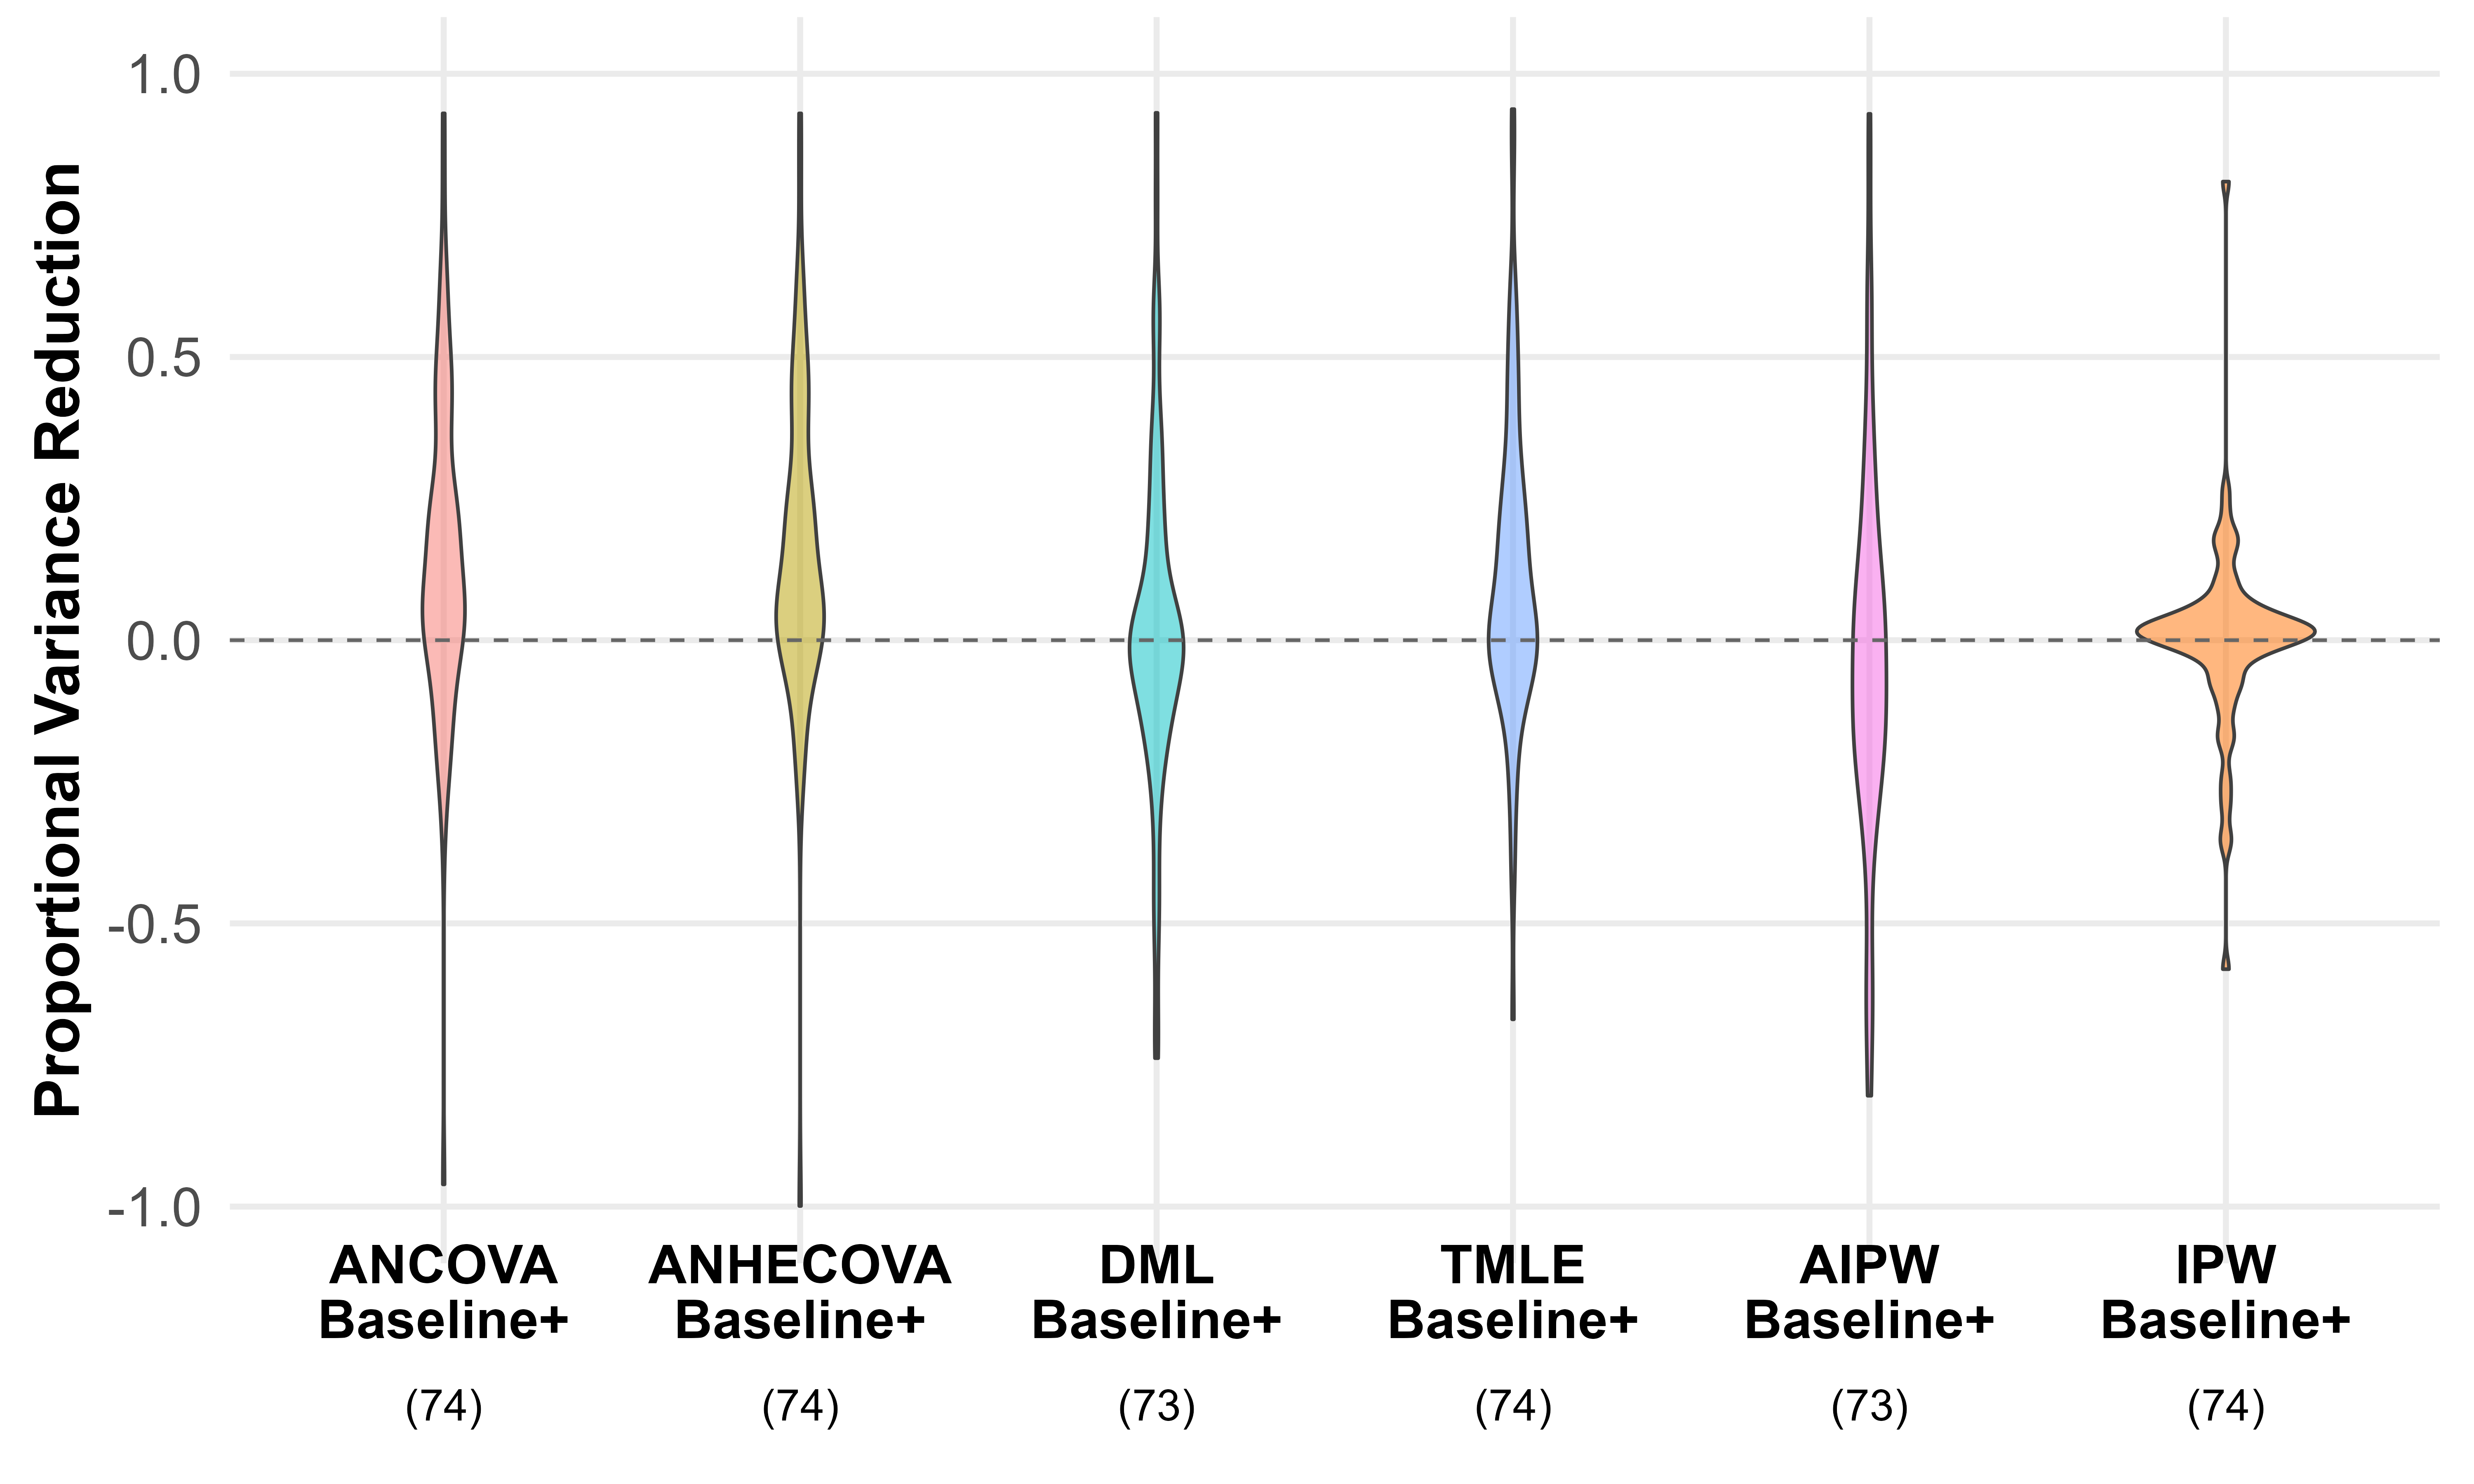 Proportional Variance Reduction
1.0
0.5
0.0
-0.5
-1.0
ANCOVA ANHECOVA DML TMLE AIPW IPW
Baseline+ Baseline+ Baseline+ Baseline+ Baseline+ Baseline+
(74) (74) (73) (74) (73) (74)